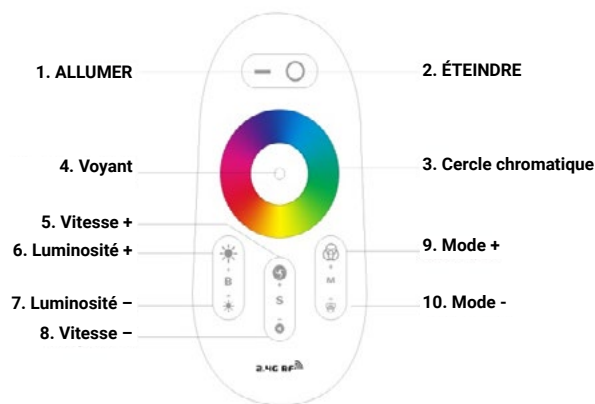 1. ALLUMER
2. ÉTEINDRE
4. Voyant
3. Cercle chromatique
5. Vitesse +
6. Luminosité +
9. Mode +
7. Luminosité –
10. Mode -
8. Vitesse –
+
B
–
+
S
–
+
M
–
2.4G RF